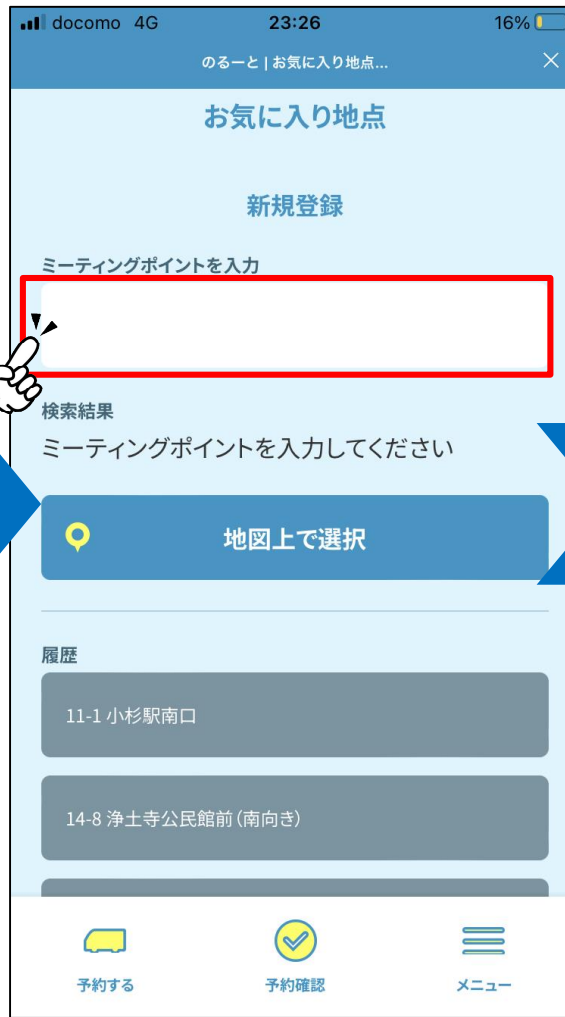 docomo 4G 23:26 16%
のるーと | お気に入り地点...
お気に入り地点
新規登録
ミーティングポイントを入力
検索結果
ミーティングポイントを入力してください
地図上で選択
履歴
11-1 小杉駅南口
14-8 浄土寺公民館前(南向き)
予約する 予約確認 メニュー